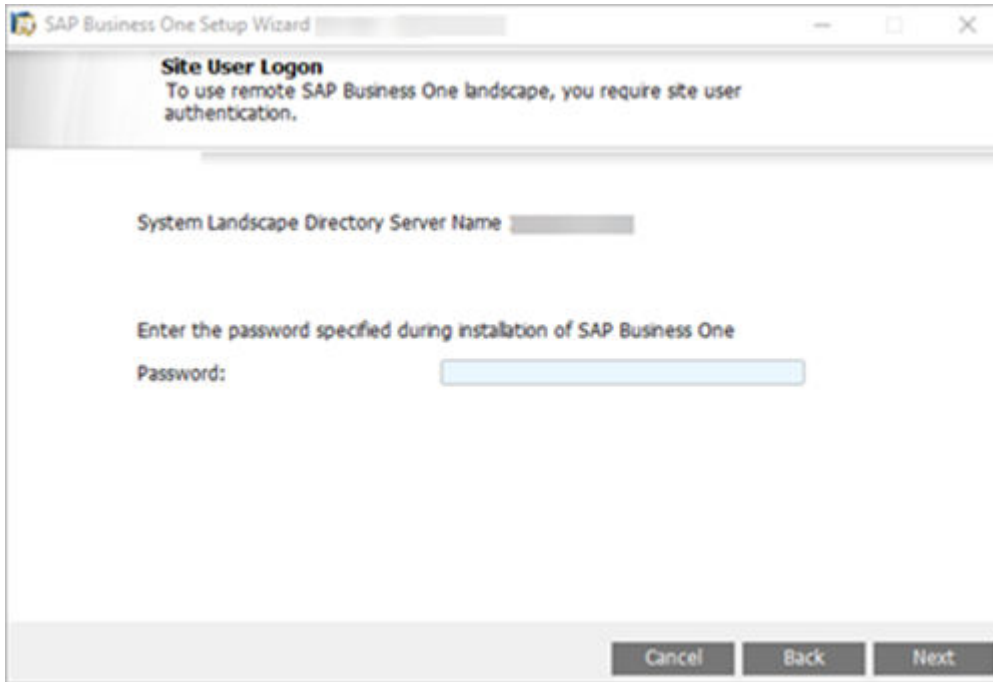 SAP Business One Setup Wizard
Site User Logon
To use remote SAP Business One landscape, you require site user
authentication.
System Landscape Directory Server Name
Enter the password specified during installation of SAP Business One
Password:
Cancel Back Next